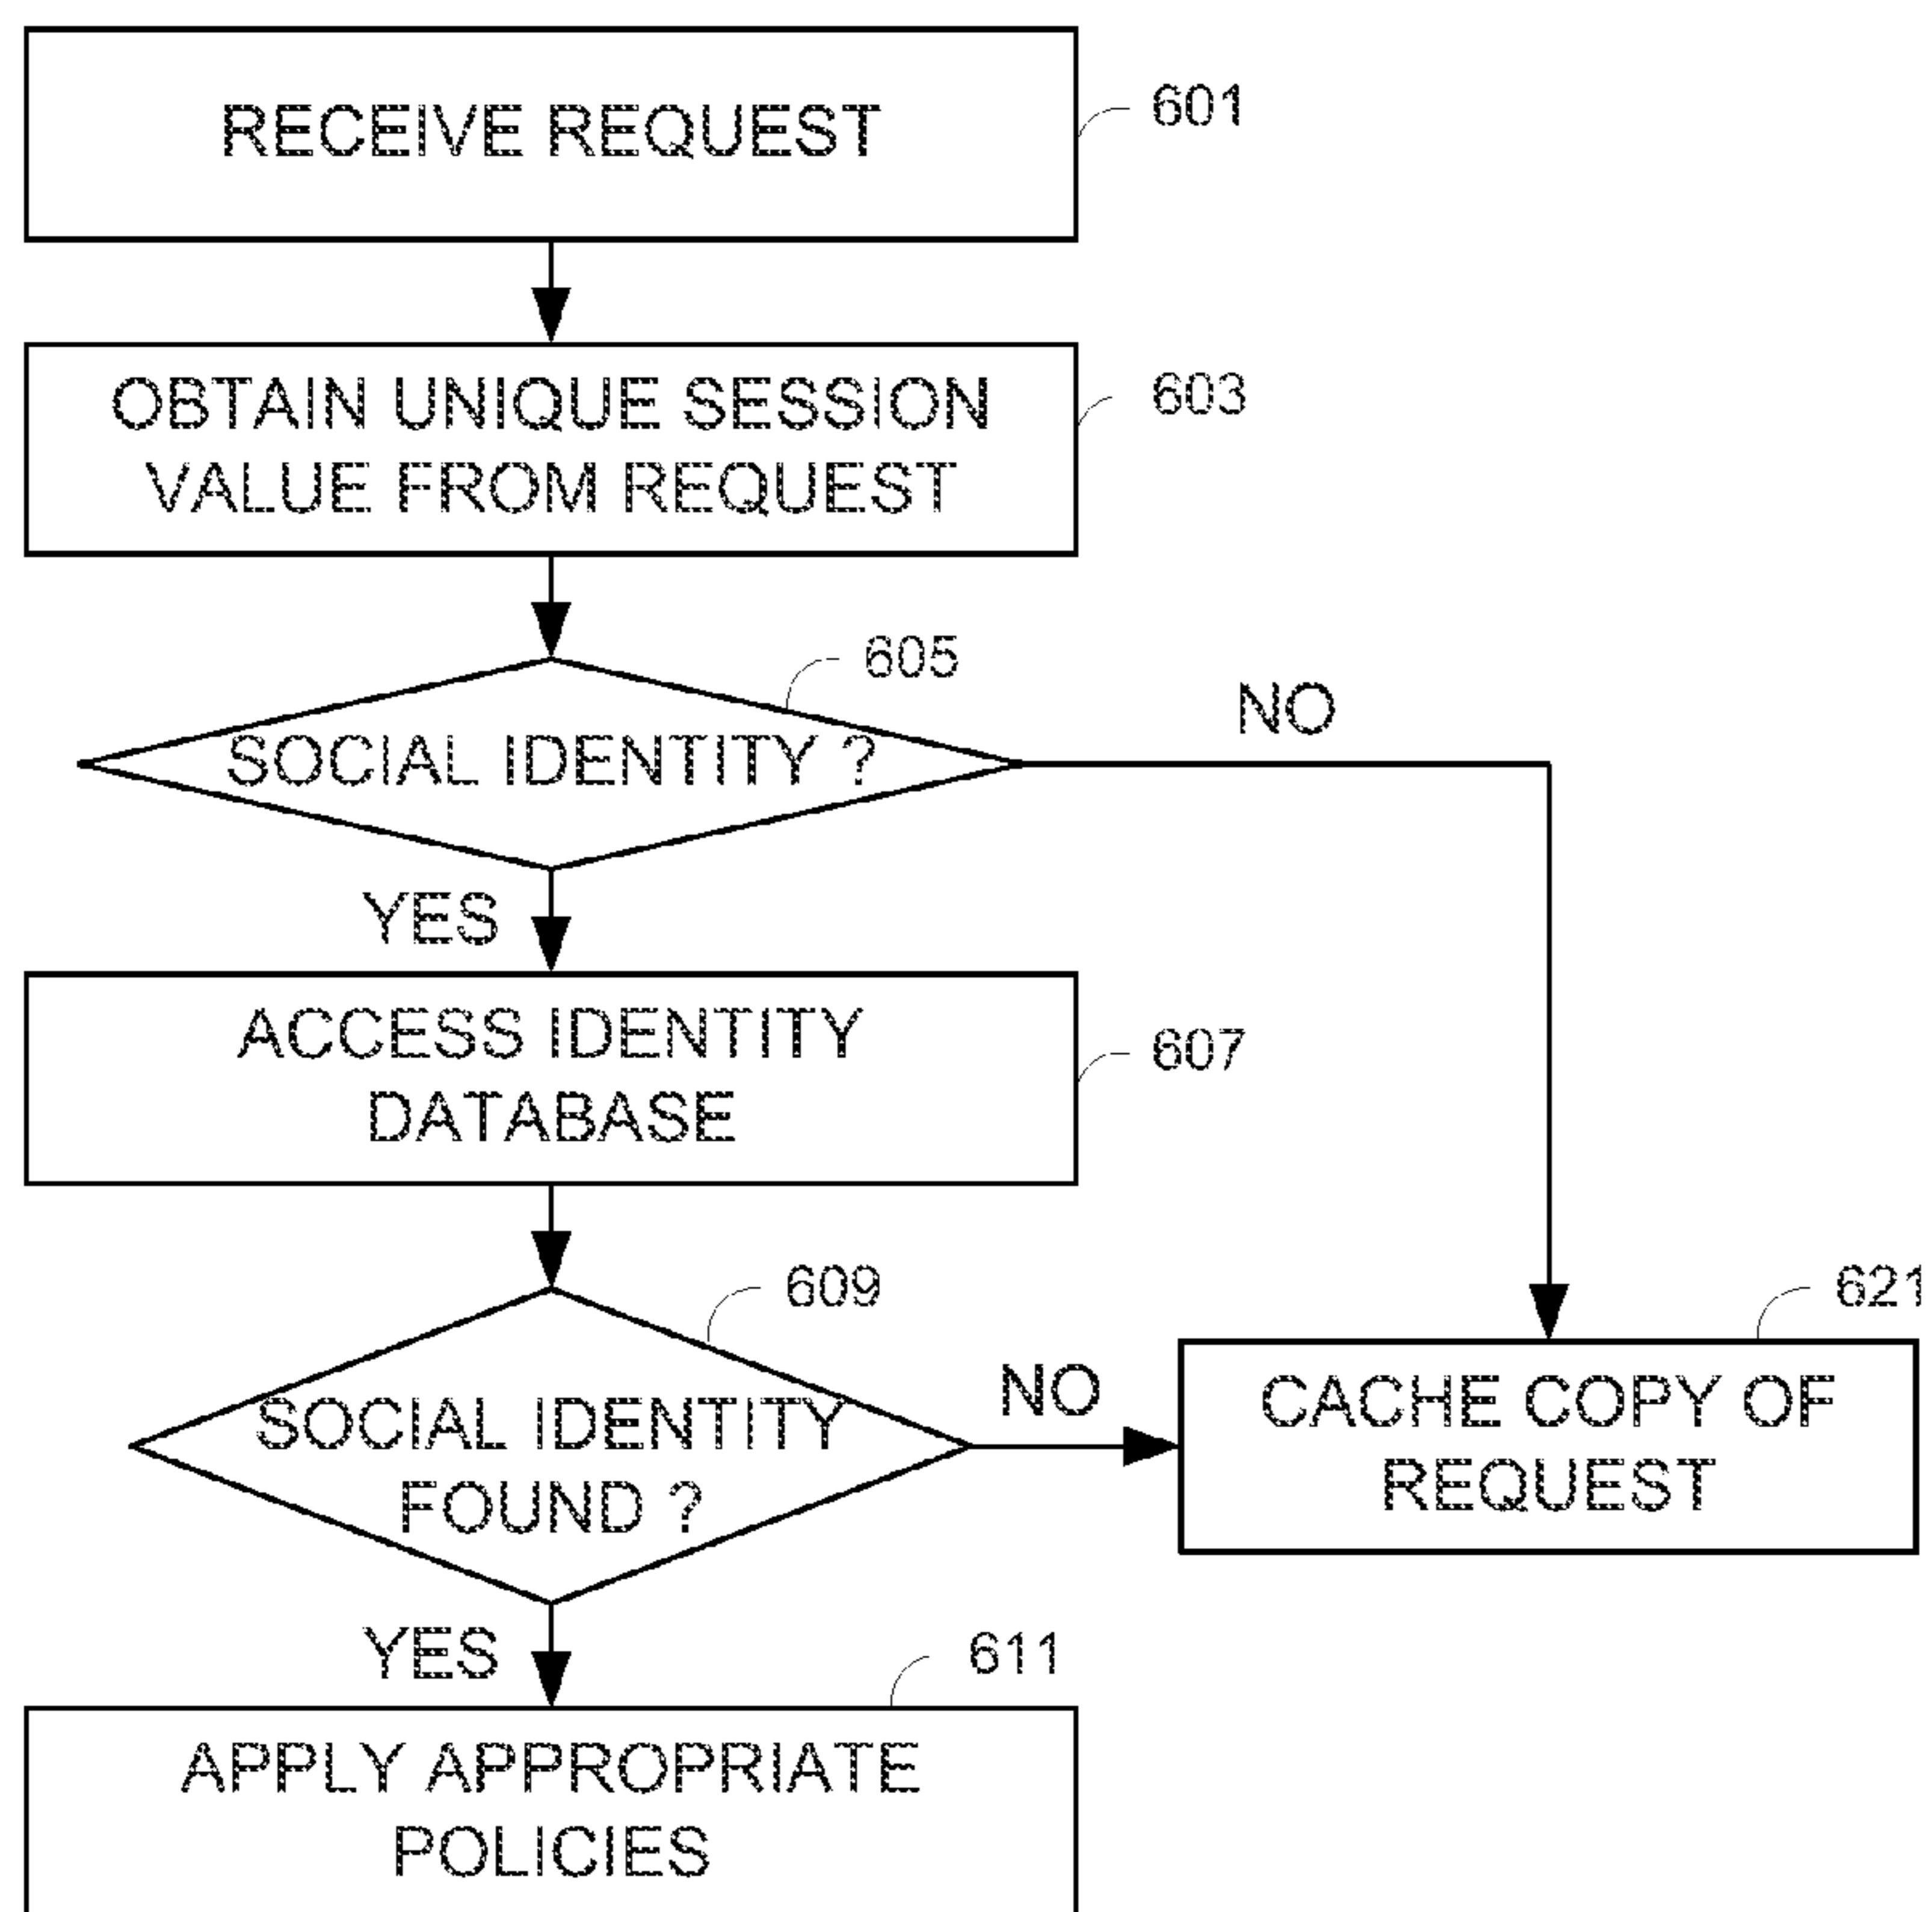 RECEIVE REQUEST
601
OBTAIN UNIQUE SESSION
VALUE FROM REQUEST
603
605
SOCIAL IDENTITY ?
NO
YES
ACCESS IDENTITY
DATABASE
607
609
SOCIAL IDENTITY
FOUND ?
NO
621
CACHE COPY OF
REQUEST
YES
611
APPLY APPROPRIATE
POLICIES